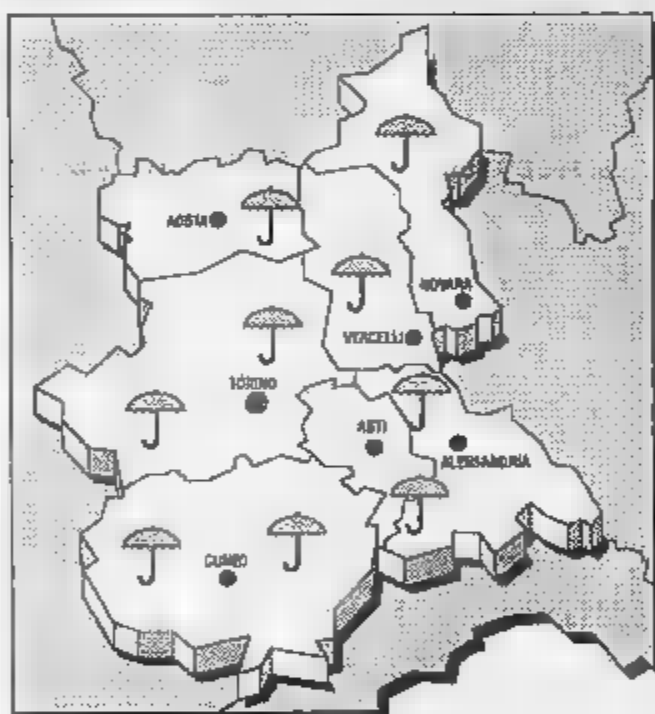 AOSTA
NOVARA
VERCELLI
TORINO
ASTI
ALESSANDRIA
CUNEO